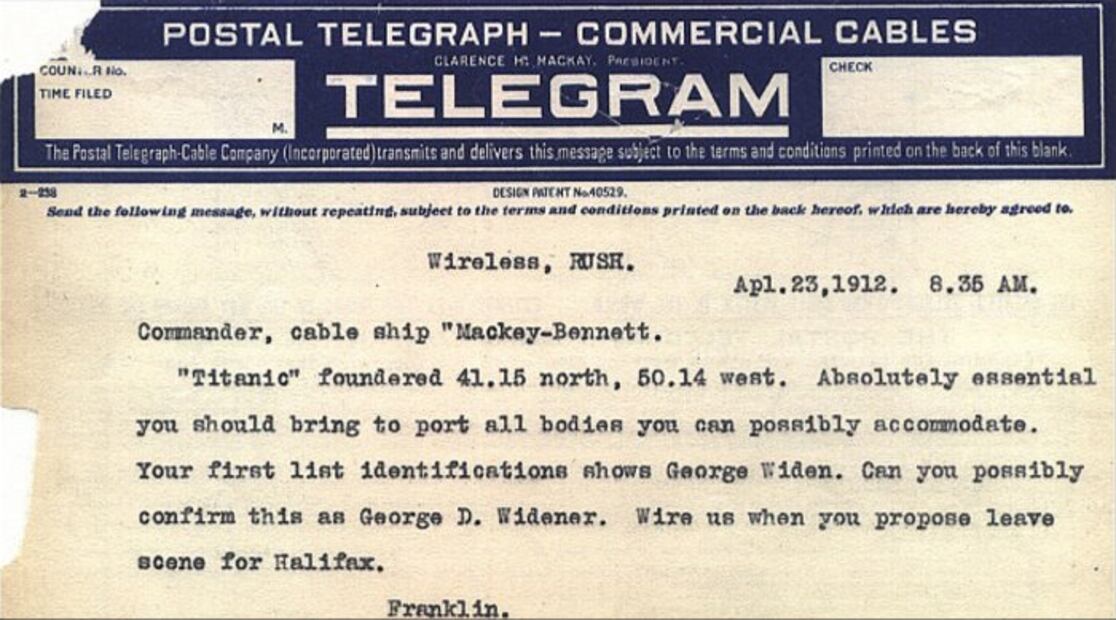 POSTAL TELEGRAPH — COMMERCIAL CABLES
CLARENCE H. MACKAY, PRESIDENT.
COUNTER No.
TIME FILED
M.
TELEGRAM
CHECK
The Postal Telegraph-Cable Company (Incorporated) transmits and delivers this message subject to the terms and conditions printed on the back of this blank.
2—238
DESIGN PATENT No. 40529.
Send the following message, without repeating, subject to the terms and conditions printed on the back hereof, which are hereby agreed to.
Wireless, RUSH.
Apl.23,1912. 8.35 AM.
Commander, cable ship "Mackey-Bennett.
"Titanic" foundered 41.15 north, 50.14 west. Absolutely essential
you should bring to port all bodies you can possibly accommodate.
Your first list identifications shows George Widen. Can you possibly
confirm this as George D. Widener. Wire us when you propose leave
scene for Halifax.
Franklin.